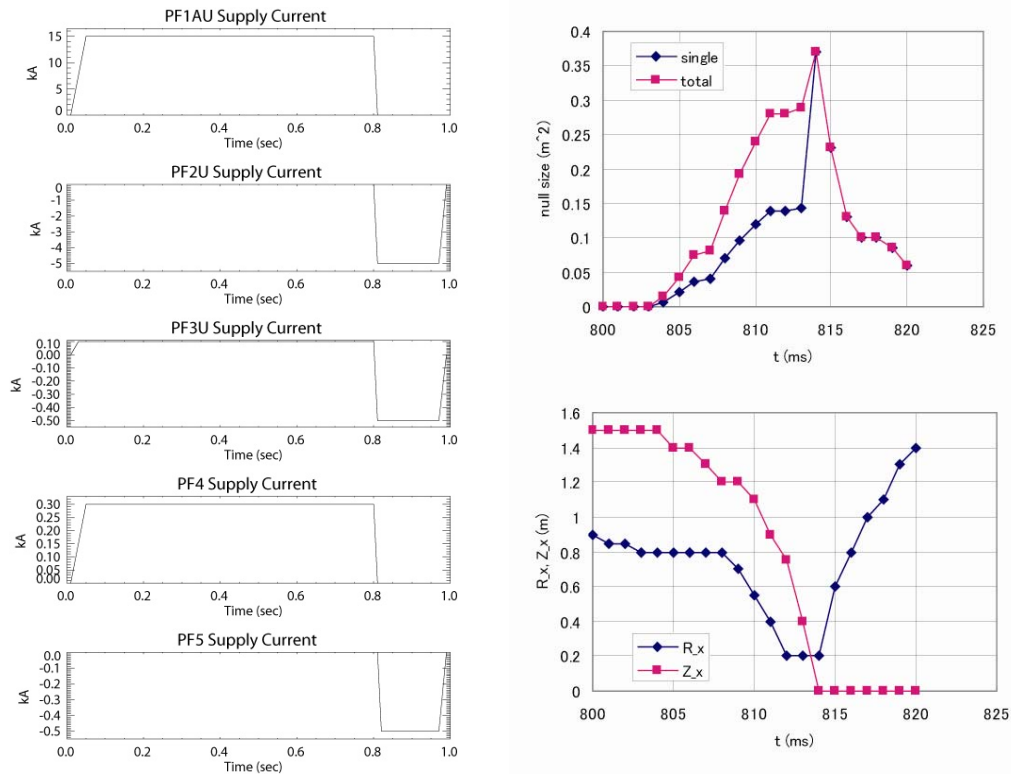 PF1AU Supply Current
15
10
5
0
kA
0.0 0.2 0.4 0.6 0.8 1.0
Time (sec)
PF2U Supply Current
0
-1
-2
-3
-4
-5
kA
0.0 0.2 0.4 0.6 0.8 1.0
Time (sec)
PF3U Supply Current
0.10
0.00
-0.10
-0.20
-0.30
-0.40
-0.50
kA
0.0 0.2 0.4 0.6 0.8 1.0
Time (sec)
PF4 Supply Current
0.30
0.25
0.20
0.15
0.10
0.05
0.00
kA
0.0 0.2 0.4 0.6 0.8 1.0
Time (sec)
PF5 Supply Current
0.0
-0.1
-0.2
-0.3
-0.4
-0.5
kA
0.0 0.2 0.4 0.6 0.8 1.0
Time (sec)
0.4
0.35
0.3
0.25
0.2
0.15
0.1
0.05
0
null size (m^2)
single
total
800 805 810 815 820 825
t (ms)
1.6
1.4
1.2
1
0.8
0.6
0.4
0.2
0
R_x, Z_x (m)
R_x
Z_x
800 805 810 815 820 825
t (ms)